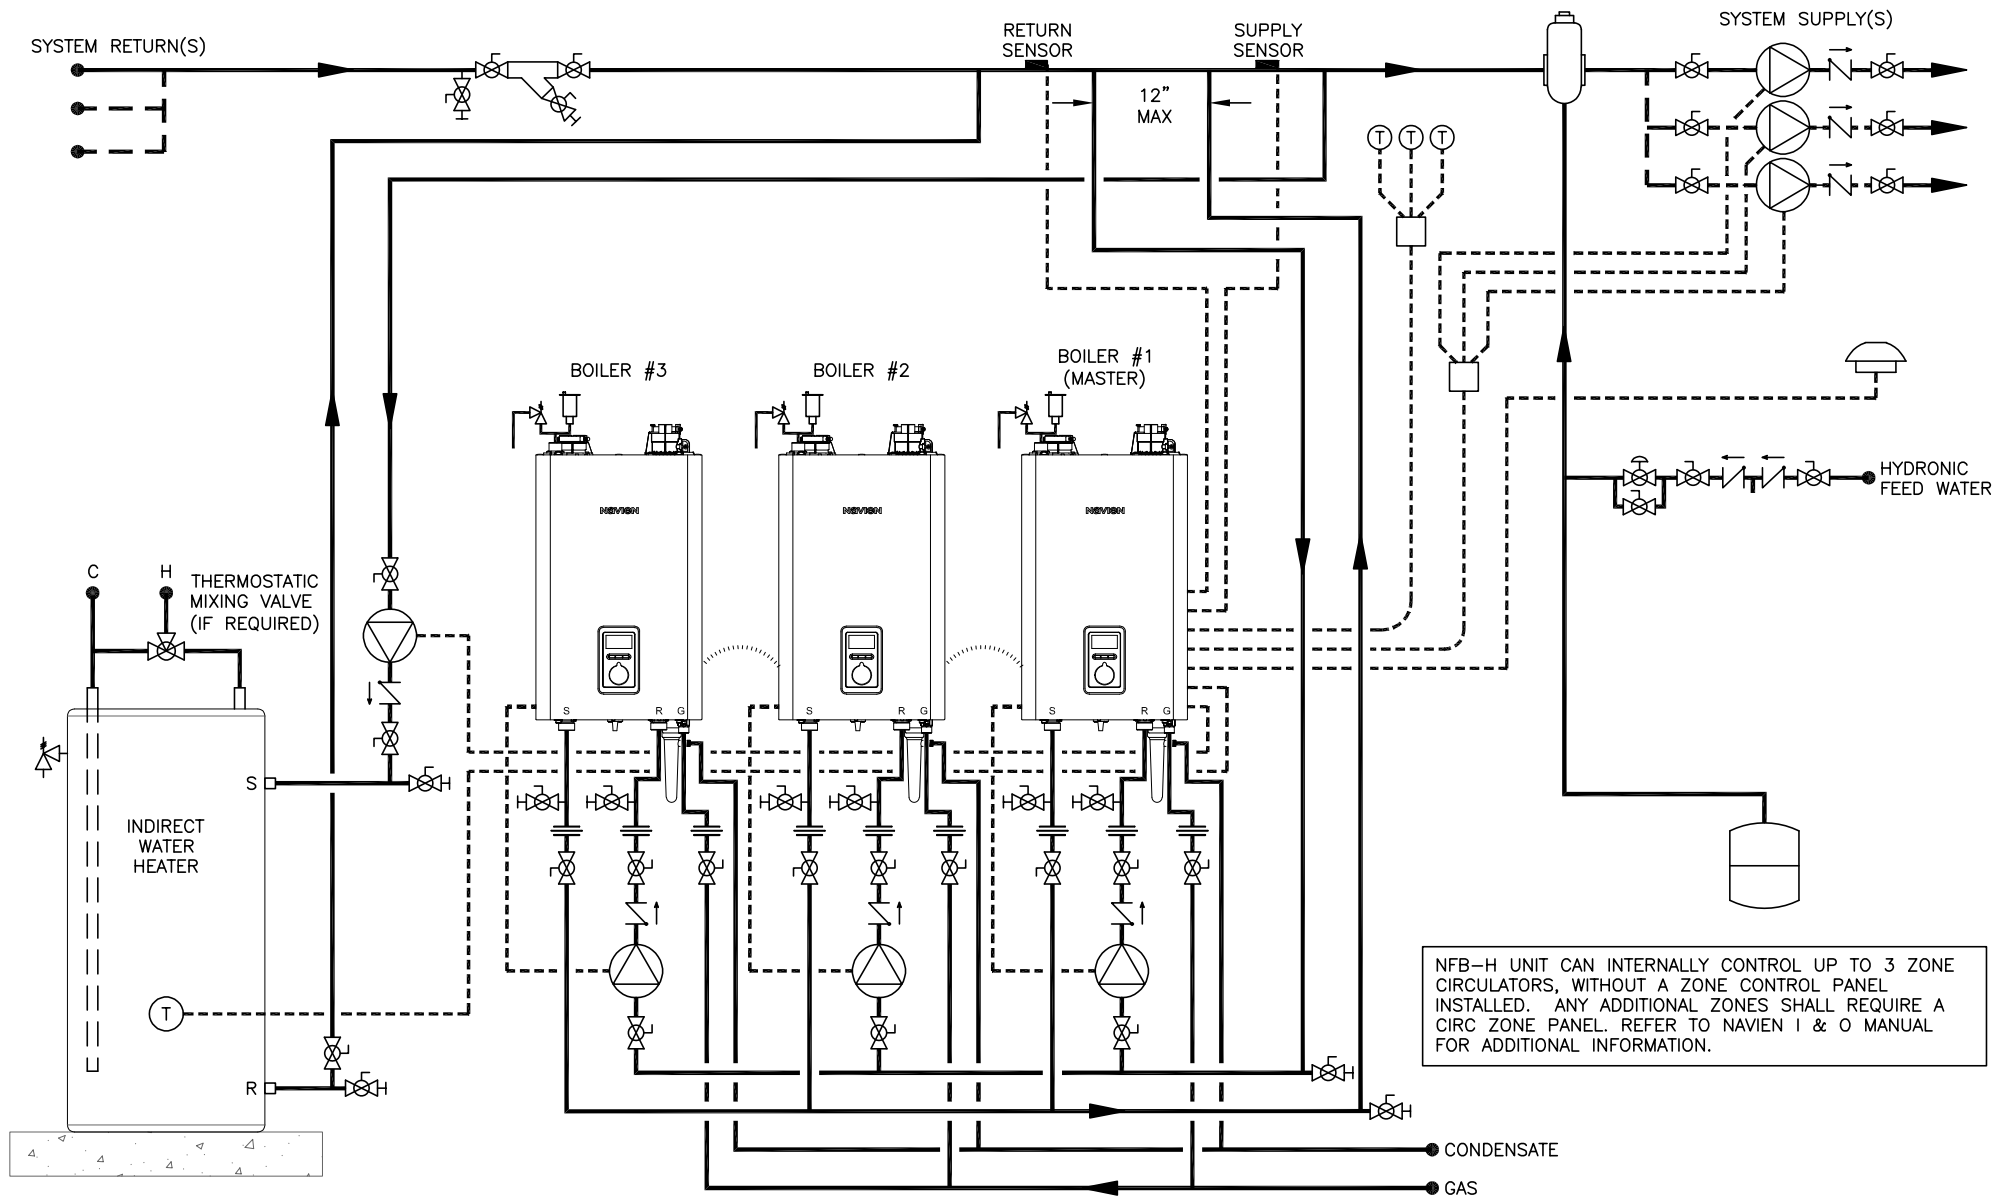 SYSTEM RETURN(S)
RETURN
SENSOR
SUPPLY
SENSOR
SYSTEM SUPPLY(S)
12”
MAX
T
T
T
BOILER #3
BOILER #2
BOILER #1
(MASTER)
NAVIEN
NAVIEN
NAVIEN
HYDRONIC
FEED WATER
C
H
THERMOSTATIC
MIXING VALVE
(IF REQUIRED)
S
R
G
S
R
G
S
R
G
S
INDIRECT
WATER
HEATER
T
R
NFB–H UNIT CAN INTERNALLY CONTROL UP TO 3 ZONE
CIRCULATORS, WITHOUT A ZONE CONTROL PANEL
INSTALLED. ANY ADDITIONAL ZONES SHALL REQUIRE A
CIRC ZONE PANEL. REFER TO NAVIEN I & O MANUAL
FOR ADDITIONAL INFORMATION.
CONDENSATE
GAS